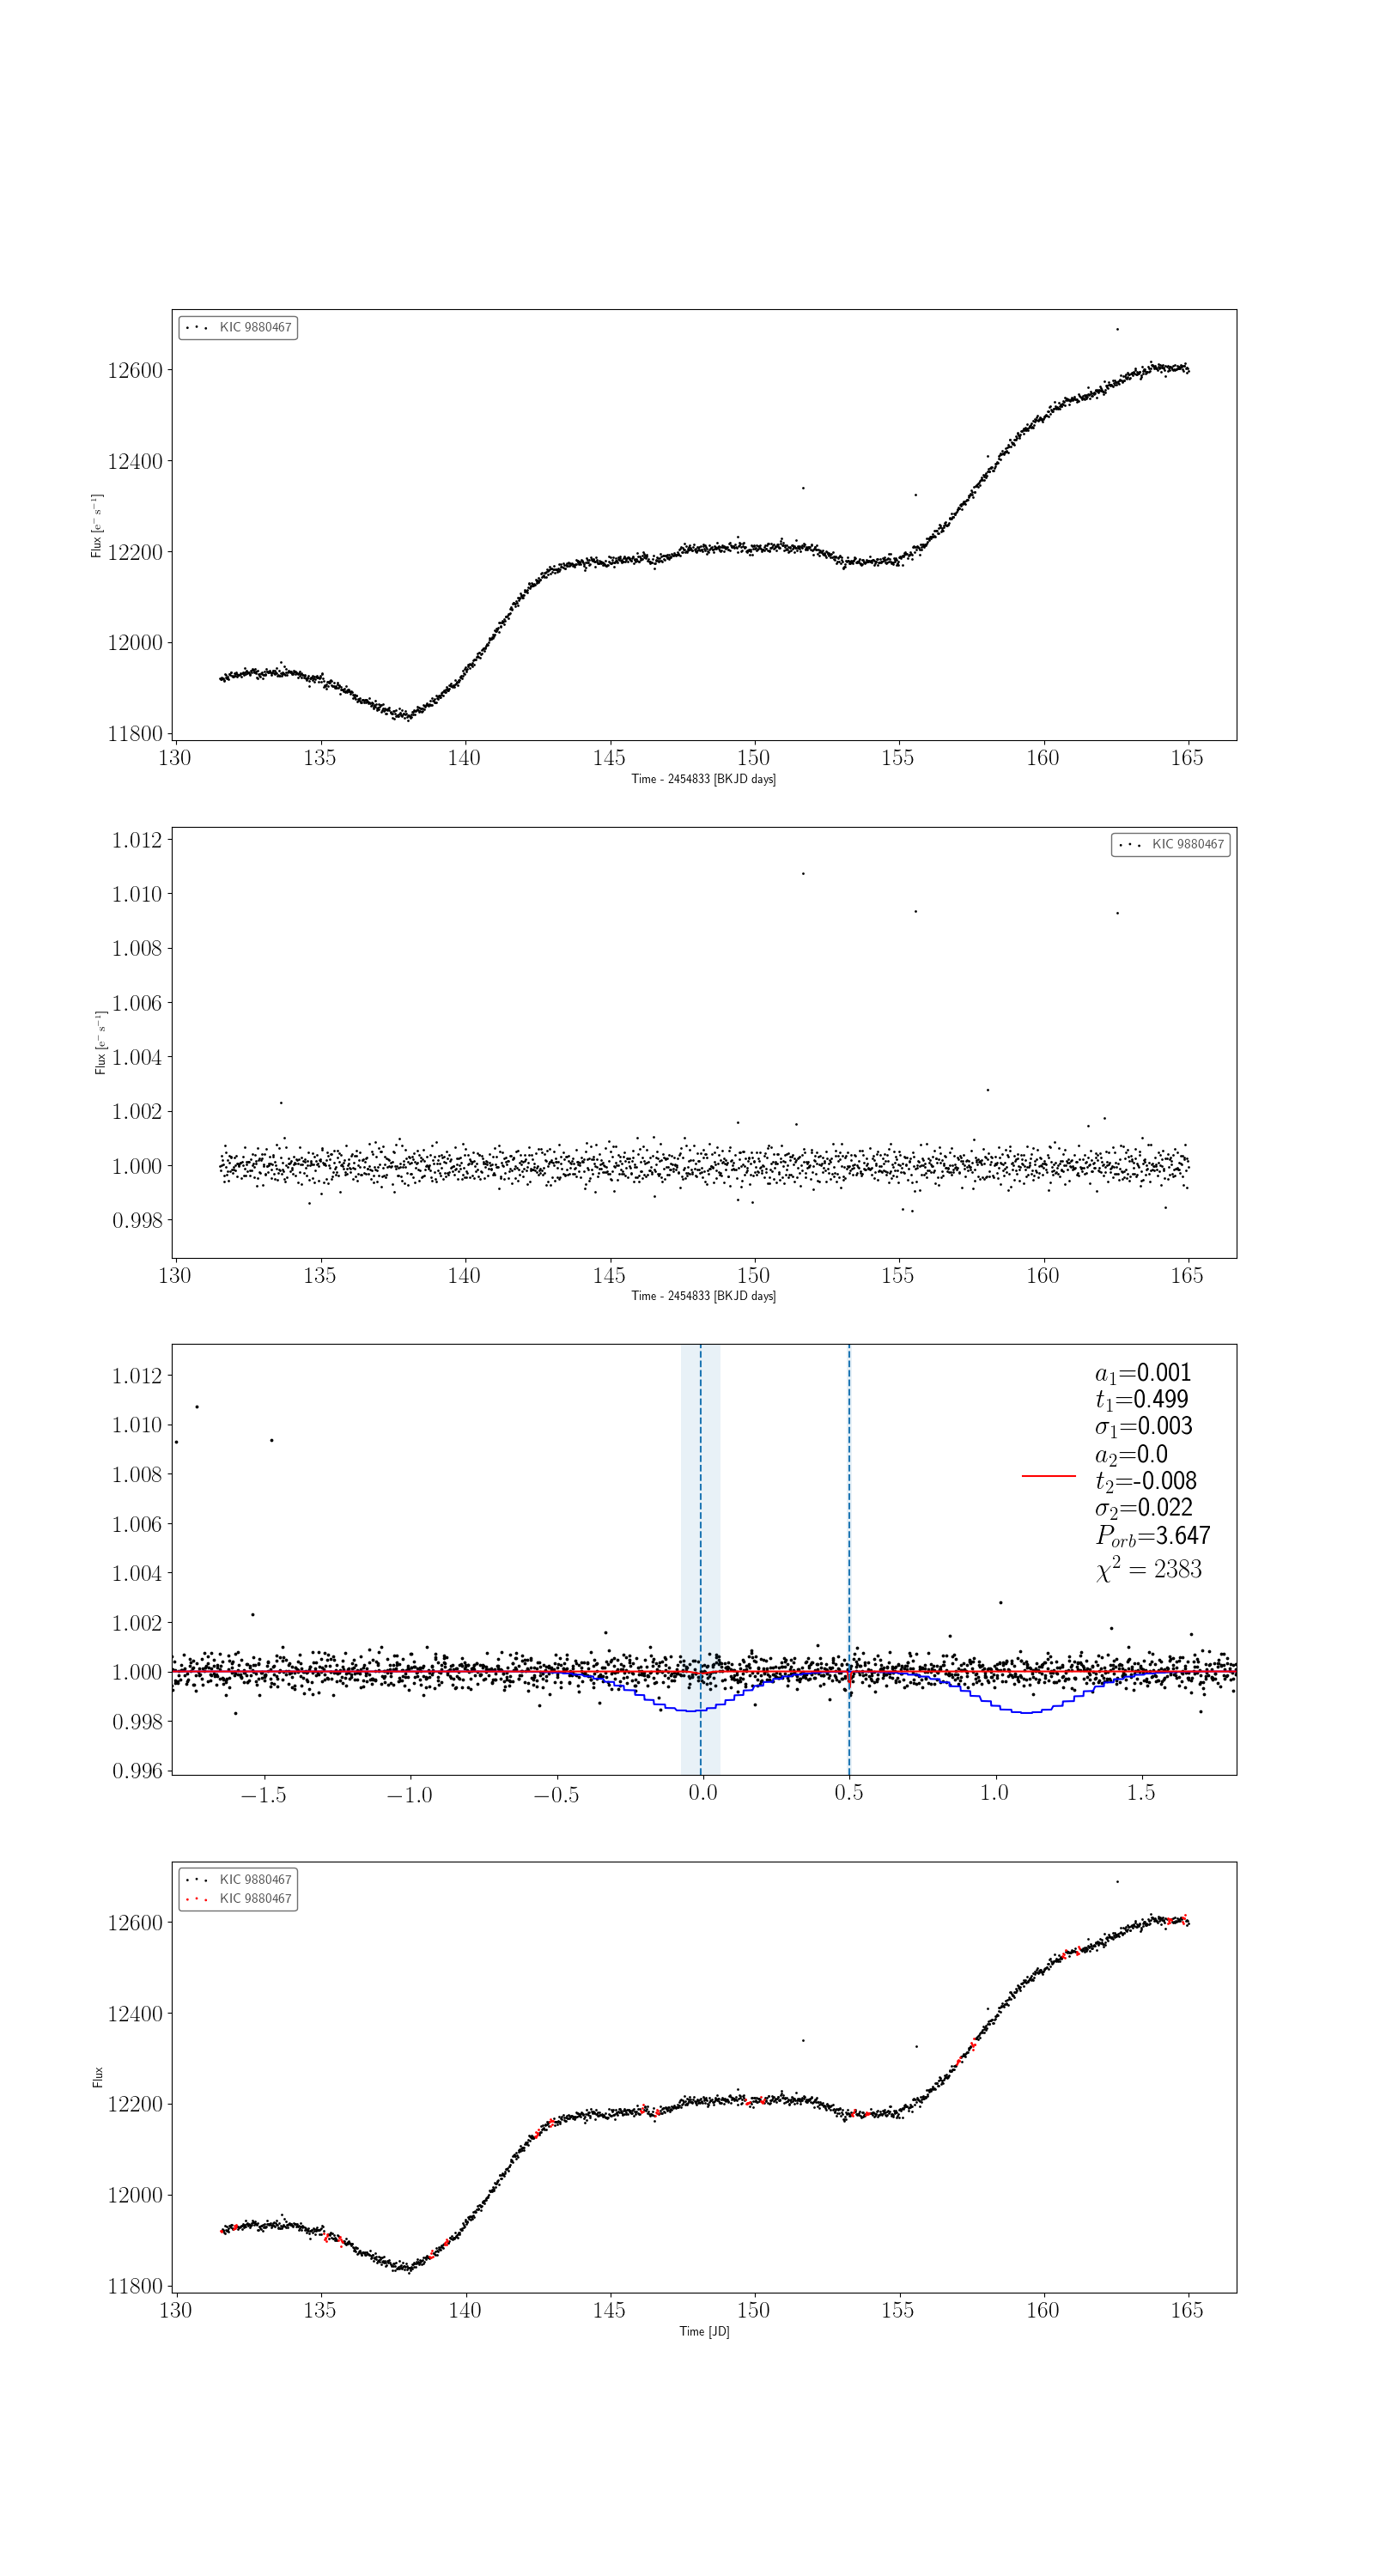 KIC 9880467
12600
12400
12200
12000
11800
Flux [e⁻ s⁻¹]
130 135 140 145 150 155 160 165
Time - 2454833 [BKJD days]
KIC 9880467
1.012
1.010
1.008
1.006
1.004
1.002
1.000
0.998
Flux [e⁻ s⁻¹]
130 135 140 145 150 155 160 165
Time - 2454833 [BKJD days]
1.012
1.010
1.008
1.006
1.004
1.002
1.000
0.998
0.996
a₁=0.001
t₁=0.499
σ₁=0.003
a₂=0.0
t₂=-0.008
σ₂=0.022
P_orb=3.647
χ² = 2383
−1.5 −1.0 −0.5 0.0 0.5 1.0 1.5
KIC 9880467
KIC 9880467
12600
12400
12200
12000
11800
Flux
130 135 140 145 150 155 160 165
Time [JD]